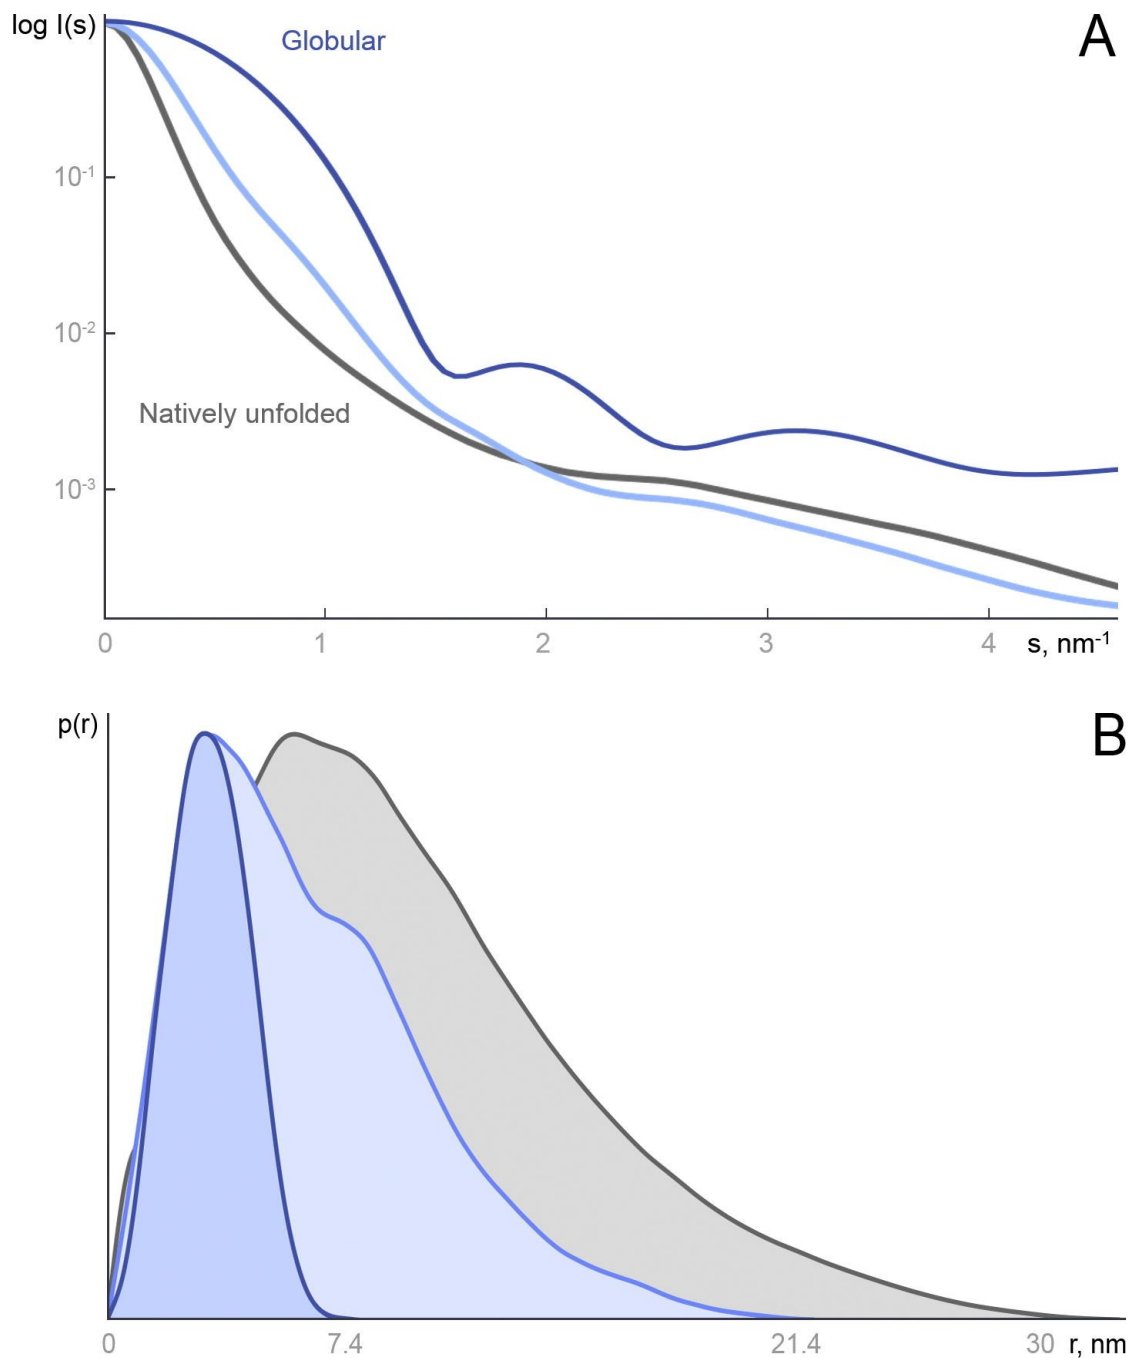 log I(s)
Globular
A
10⁻¹
10⁻²
Natively unfolded
10⁻³
0 1 2 3 4 s, nm⁻¹
p(r)
B
0 7.4 21.4 30 r, nm